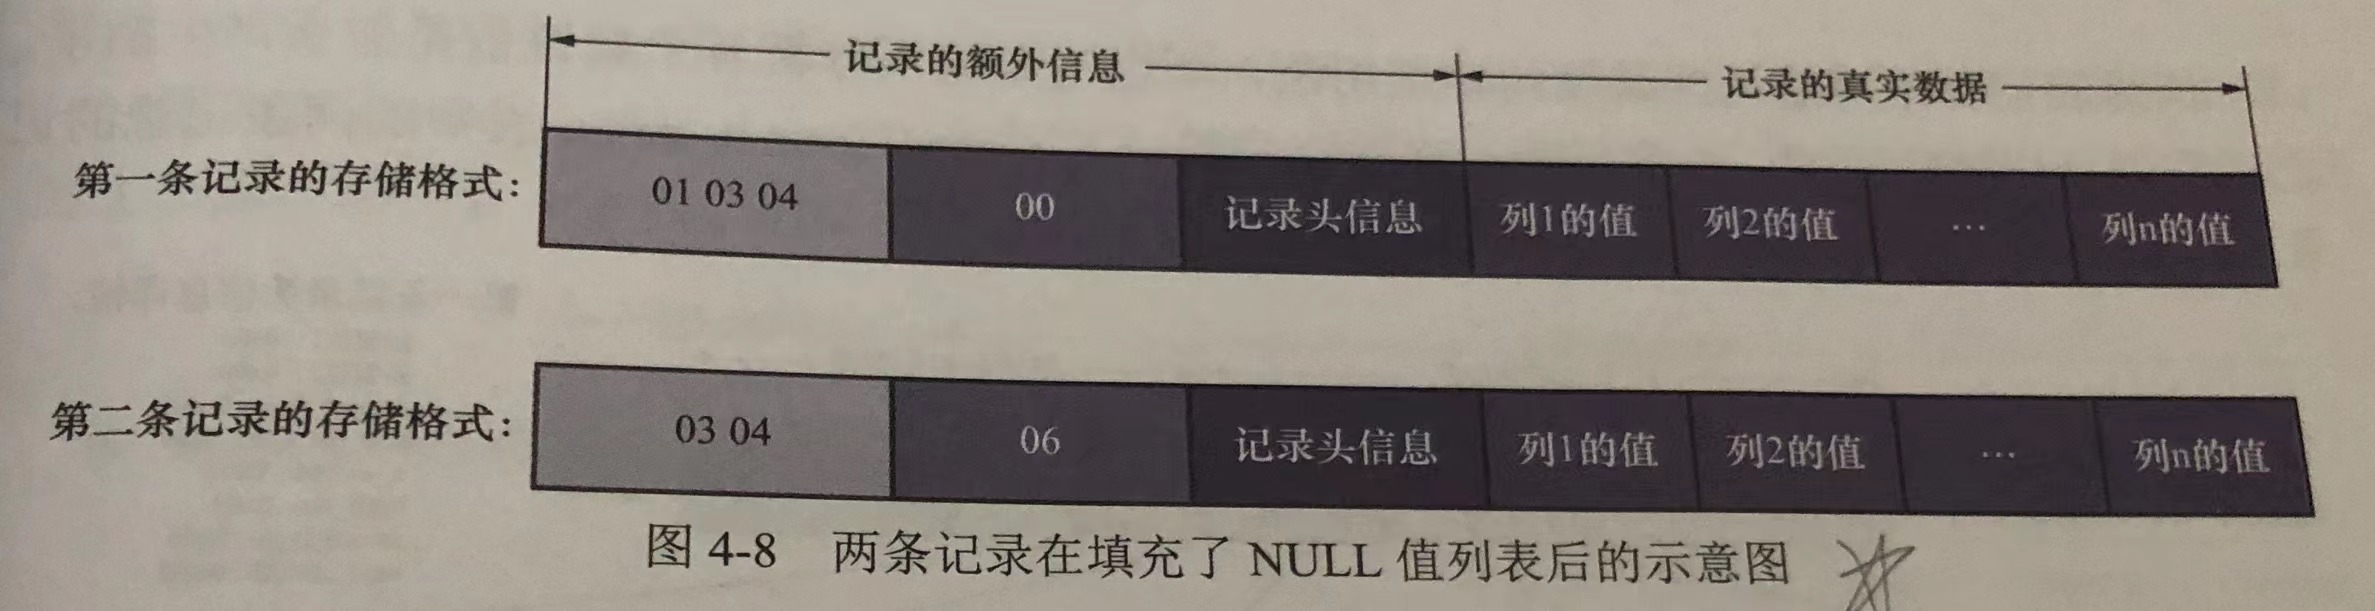 记录的额外信息 记录的真实数据
第一条记录的存储格式: 01 03 04 00 记录头信息 列1的值 列2的值 … 列n的值
第二条记录的存储格式: 03 04 06 记录头信息 列1的值 列2的值 … 列n的值
图 4-8 两条记录在填充了 NULL 值列表后的示意图